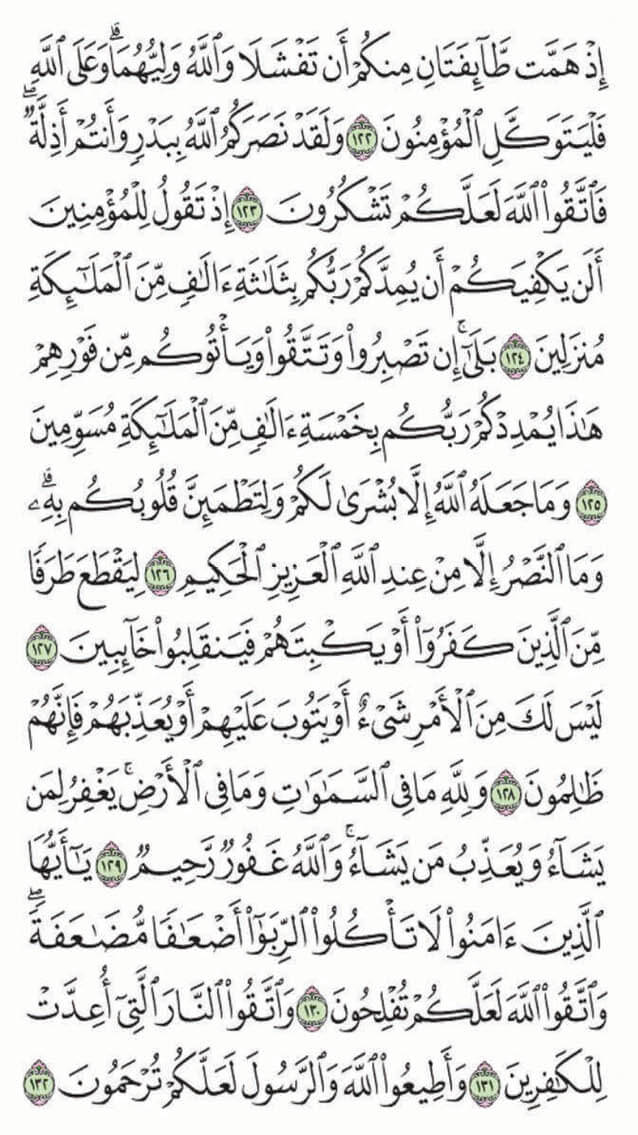 إِذْ هَمَّت طَّآئِفَتَانِ مِنكُمْ أَن تَفْشَلَا وَٱللَّهُ وَلِيُّهُمَاۗ وَعَلَى ٱللَّهِ
فَلْيَتَوَكَّلِ ٱلْمُؤْمِنُونَ ١٢٢ وَلَقَدْ نَصَرَكُمُ ٱللَّهُ بِبَدْرٍ وَأَنتُمْ أَذِلَّةٌۖ
فَٱتَّقُوا۟ ٱللَّهَ لَعَلَّكُمْ تَشْكُرُونَ ١٢٣ إِذْ تَقُولُ لِلْمُؤْمِنِينَ
أَلَن يَكْفِيَكُمْ أَن يُمِدَّكُمْ رَبُّكُم بِثَلَٰثَةِ ءَالَٰفٍ مِّنَ ٱلْمَلَٰٓئِكَةِ
مُنزَلِينَ ١٢٤ بَلَىٰٓۚ إِن تَصْبِرُوا۟ وَتَتَّقُوا۟ وَيَأْتُوكُم مِّن فَوْرِهِمْ
هَٰذَا يُمْدِدْكُمْ رَبُّكُم بِخَمْسَةِ ءَالَٰفٍ مِّنَ ٱلْمَلَٰٓئِكَةِ مُسَوِّمِينَ
١٢٥ وَمَا جَعَلَهُ ٱللَّهُ إِلَّا بُشْرَىٰ لَكُمْ وَلِتَطْمَئِنَّ قُلُوبُكُم بِهِۦۗ
وَمَا ٱلنَّصْرُ إِلَّا مِنْ عِندِ ٱللَّهِ ٱلْعَزِيزِ ٱلْحَكِيمِ ١٢٦ لِيَقْطَعَ طَرَفًا
مِّنَ ٱلَّذِينَ كَفَرُوٓا۟ أَوْ يَكْبِتَهُمْ فَيَنقَلِبُوا۟ خَآئِبِينَ ١٢٧
لَيْسَ لَكَ مِنَ ٱلْأَمْرِ شَىْءٌ أَوْ يَتُوبَ عَلَيْهِمْ أَوْ يُعَذِّبَهُمْ فَإِنَّهُمْ
ظَٰلِمُونَ ١٢٨ وَلِلَّهِ مَا فِى ٱلسَّمَٰوَٰتِ وَمَا فِى ٱلْأَرْضِۚ يَغْفِرُ لِمَن
يَشَآءُ وَيُعَذِّبُ مَن يَشَآءُۚ وَٱللَّهُ غَفُورٌ رَّحِيمٌ ١٢٩ يَٰٓأَيُّهَا
ٱلَّذِينَ ءَامَنُوا۟ لَا تَأْكُلُوا۟ ٱلرِّبَوٰٓا۟ أَضْعَٰفًا مُّضَٰعَفَةًۖ
وَٱتَّقُوا۟ ٱللَّهَ لَعَلَّكُمْ تُفْلِحُونَ ١٣٠ وَٱتَّقُوا۟ ٱلنَّارَ ٱلَّتِىٓ أُعِدَّتْ
لِلْكَٰفِرِينَ ١٣١ وَأَطِيعُوا۟ ٱللَّهَ وَٱلرَّسُولَ لَعَلَّكُمْ تُرْحَمُونَ ١٣٢